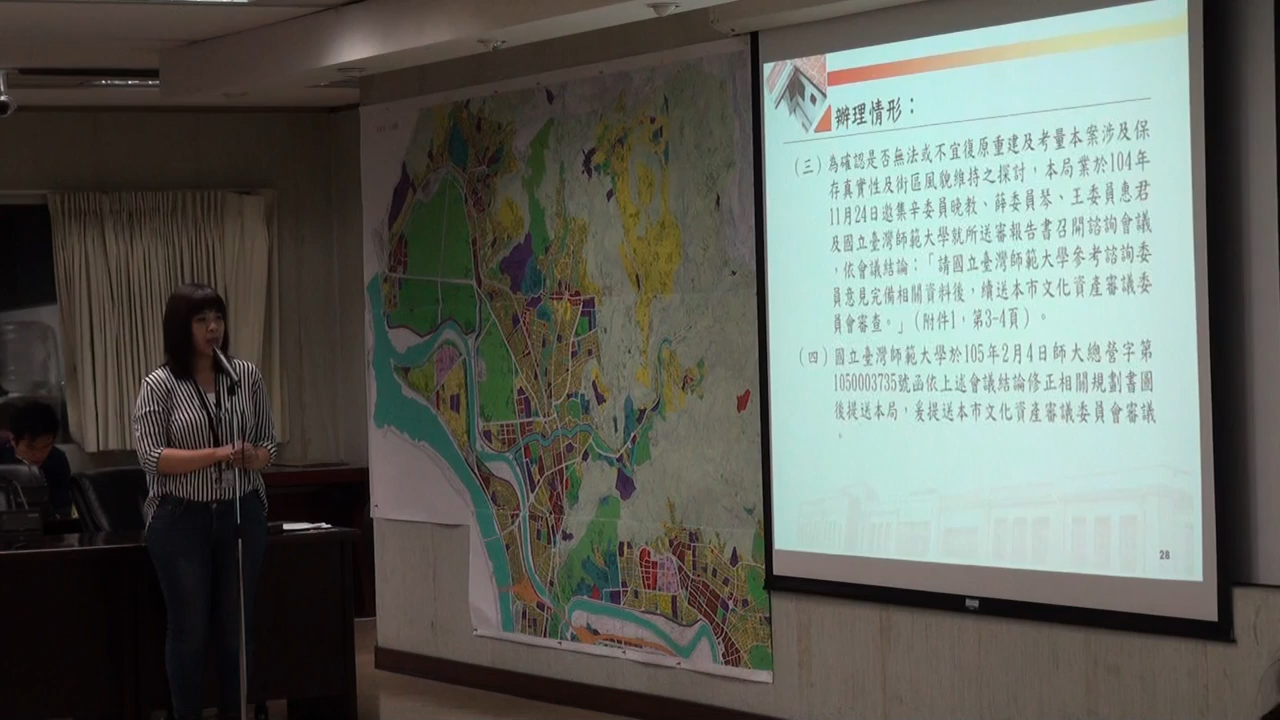 辦理情形：
（三）為確認是否無法或不宜復原重建及考量本案涉及保
存真實性及街區風貌維持之探討，本局業於104年
11月24日邀集辛委員晚教、薛委員琴、王委員惠君
及國立臺灣師範大學就所送審報告書召開諮詢會議
，依會議結論：「請國立臺灣師範大學參考諮詢委
員意見完備相關資料後，續送本市文化資產審議委
員會審查。」（附件1，第3-4頁）。
（四）國立臺灣師範大學於105年2月4日師大總營字第
1050003735號函依上述會議結論修正相關規劃書圖
後提送本局，爰提送本市文化資產審議委員會審議
。
28